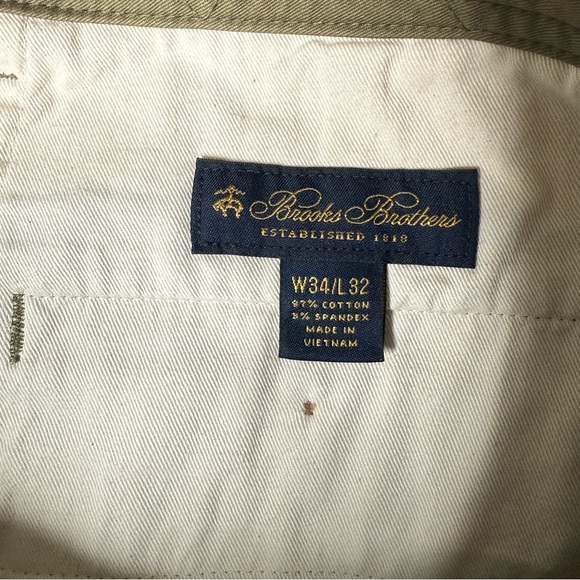 Brooks Brothers
ESTABLISHED 1818
W34/L32
97% COTTON
3% SPANDEX
MADE IN
VIETNAM